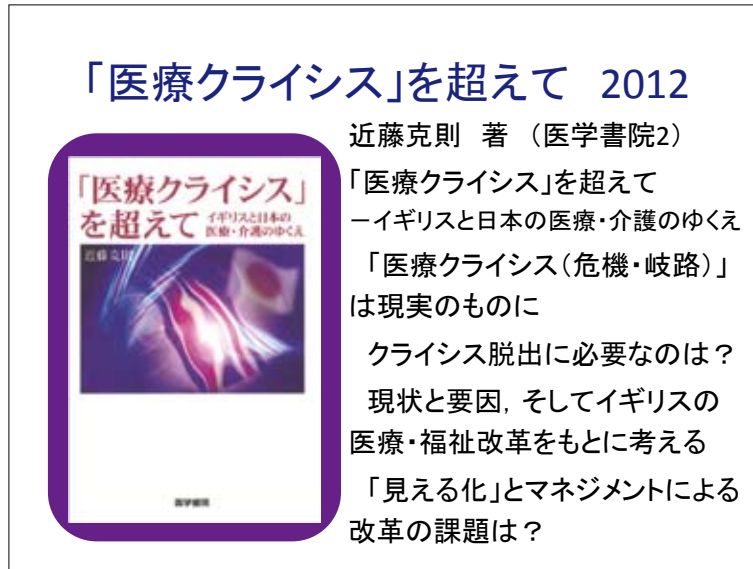 「医療クライシス」を超えて 2012
近藤克則 著 (医学書院2)
「医療クライシス」を超えて
−イギリスと日本の医療・介護のゆくえ
「医療クライシス(危機・岐路)」
は現実のものに
クライシス脱出に必要なのは？
現状と要因, そしてイギリスの
医療・福祉改革をもとに考える
「見える化」とマネジメントによる
改革の課題は？
「医療クライシス」
を超えて イギリスと日本の
医療・介護のゆくえ
近藤克則
医学書院